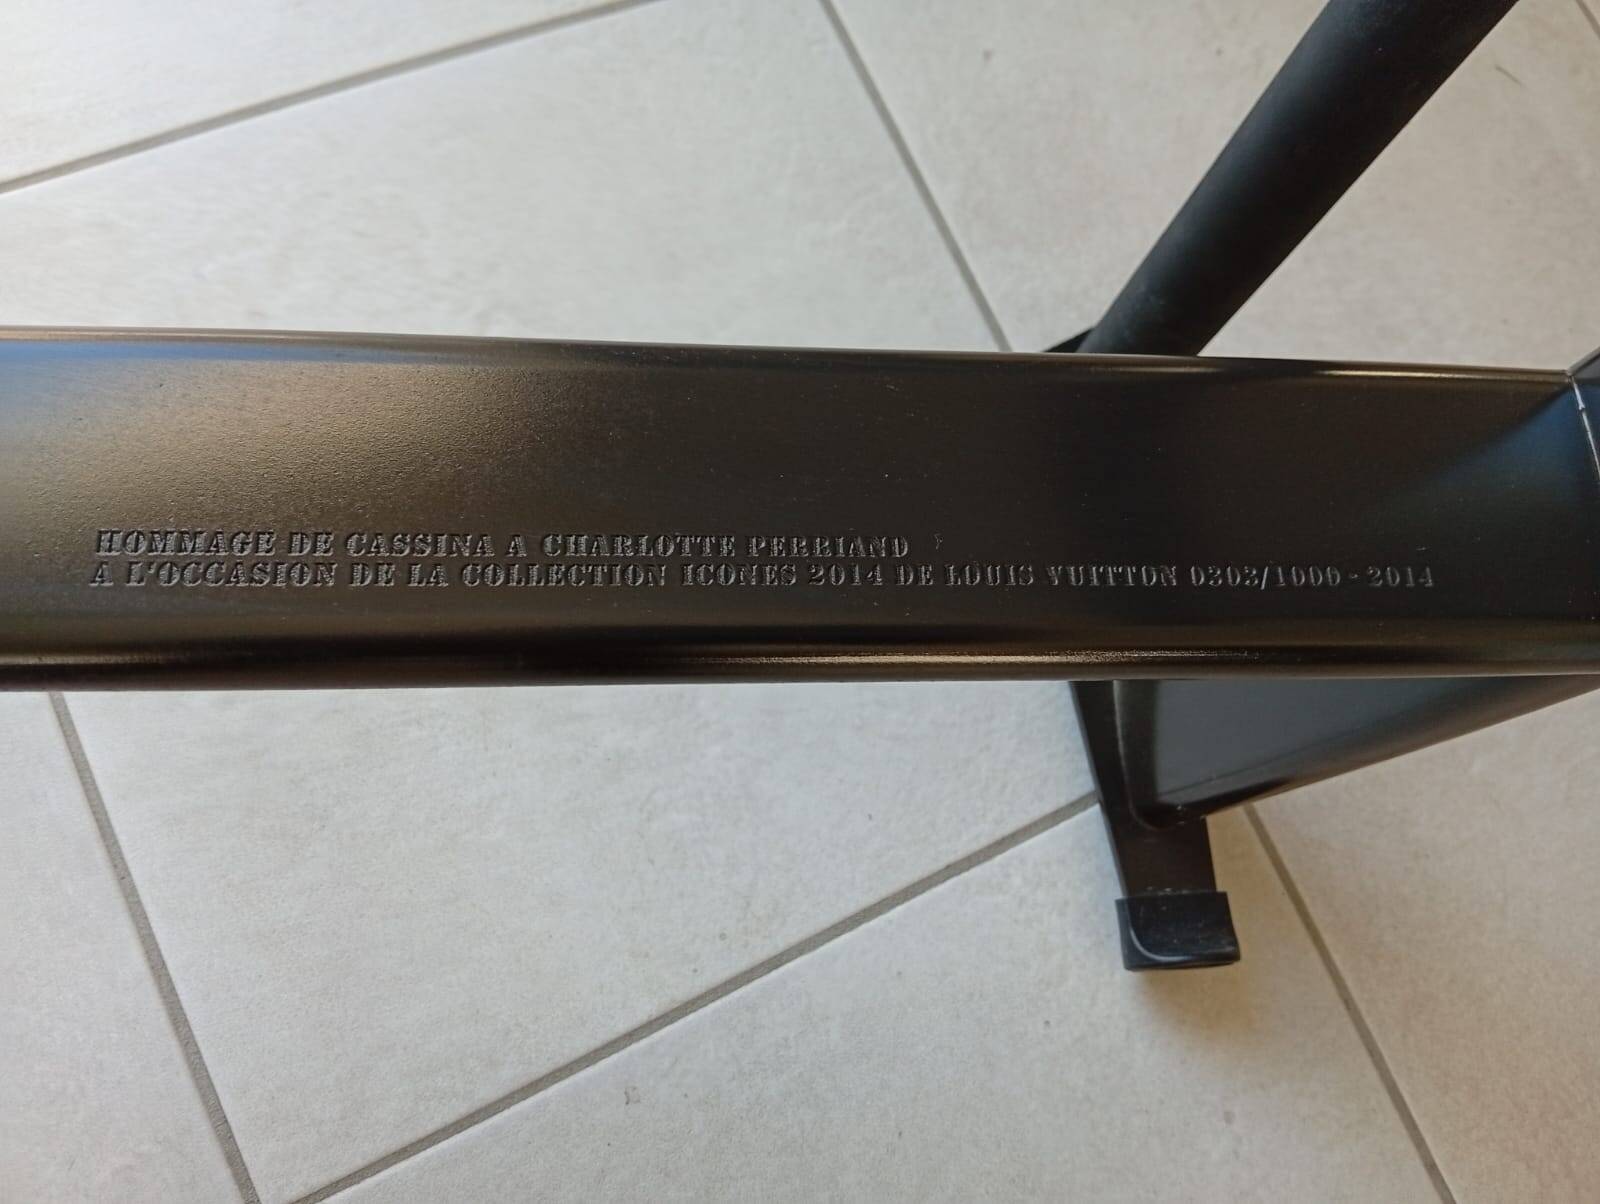 HOMMAGE DE CASSINA A CHARLOTTE PERRIAND
A L'OCCASION DE LA COLLECTION ICONES 2014 DE LOUIS VUITTON 0303/1000 - 2014